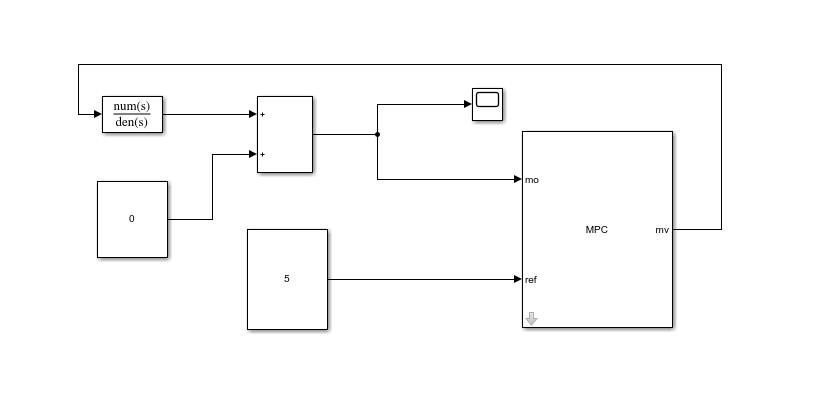 num(s)
den(s)
+
+
0
5
mo
MPC
mv
ref